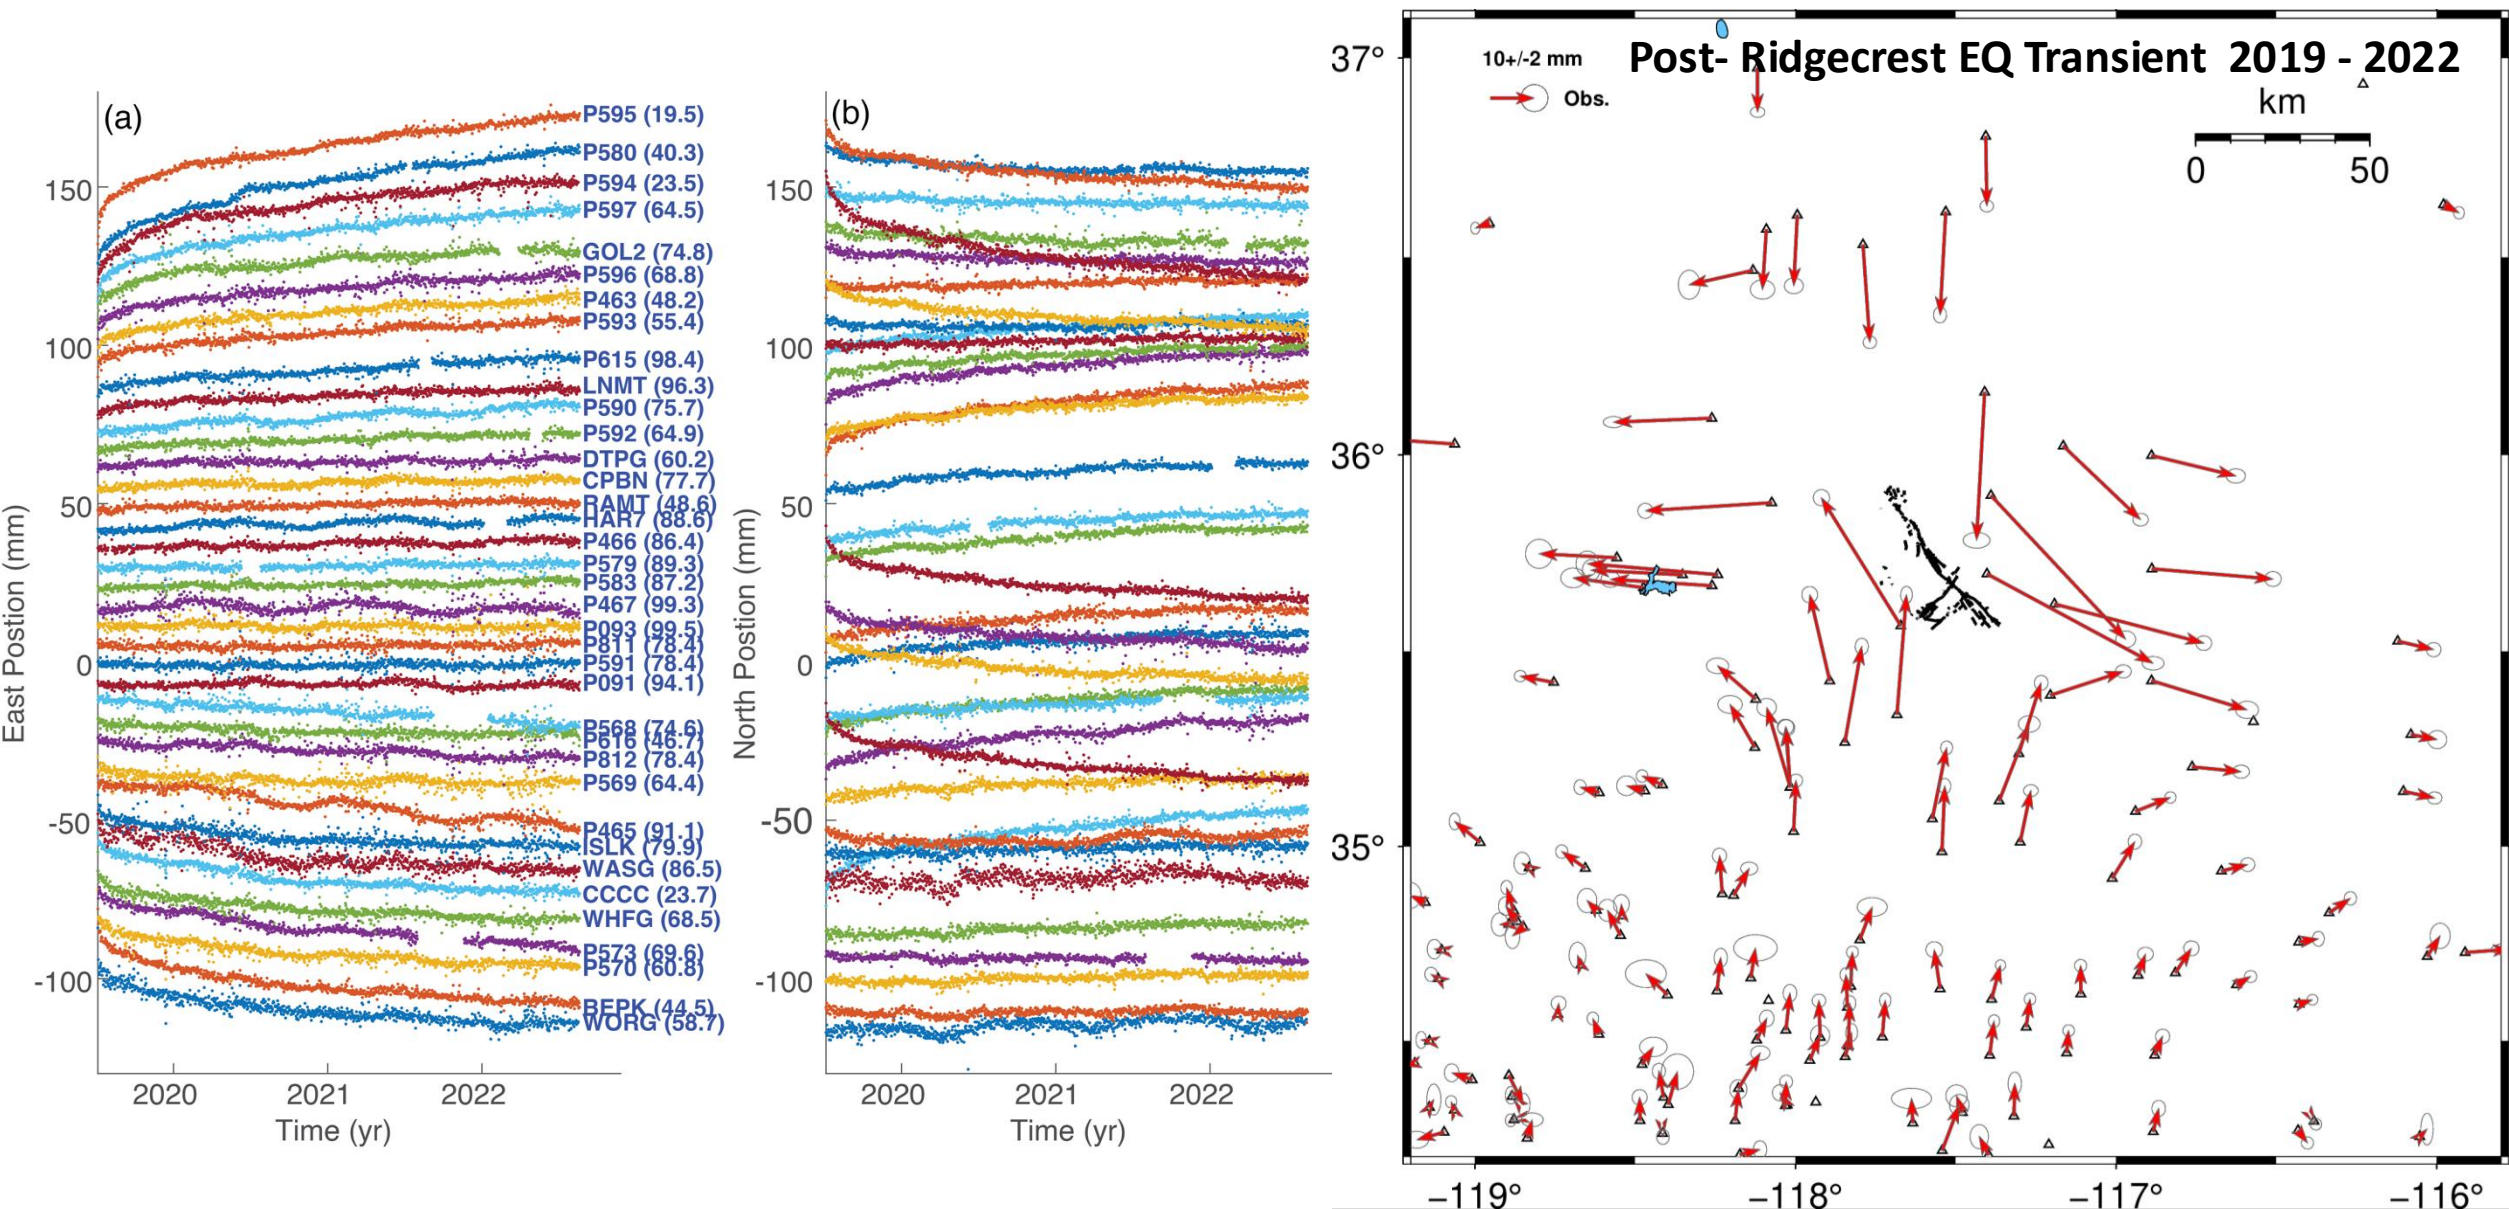 (a)
P595 (19.5)
P580 (40.3)
P594 (23.5)
P597 (64.5)
GOL2 (74.8)
P596 (68.8)
P463 (48.2)
P593 (55.4)
P615 (98.4)
LNMT (96.3)
P590 (75.7)
P592 (64.9)
DTPG (60.2)
CPBN (77.7)
RAMT (48.6)
HAR7 (88.6)
P466 (86.4)
P579 (89.3)
P583 (87.2)
P467 (99.3)
P093 (99.5)
P811 (78.4)
P591 (78.4)
P091 (94.1)
P568 (74.6)
P616 (46.7)
P812 (78.4)
P569 (64.4)
P465 (91.1)
ISLK (79.9)
WASG (86.5)
CCCC (23.7)
WHFG (68.5)
P573 (69.6)
P570 (60.8)
BEPK (44.5)
WORG (58.7)
150
100
50
0
-50
-100
East Postion (mm)
2020
2021
2022
Time (yr)
(b)
150
100
50
0
-50
-100
North Postion (mm)
2020
2021
2022
Time (yr)
Post- Ridgecrest EQ Transient 2019 - 2022
10+/-2 mm
Obs.
km
0
50
37°
36°
35°
−119°
−118°
−117°
−116°